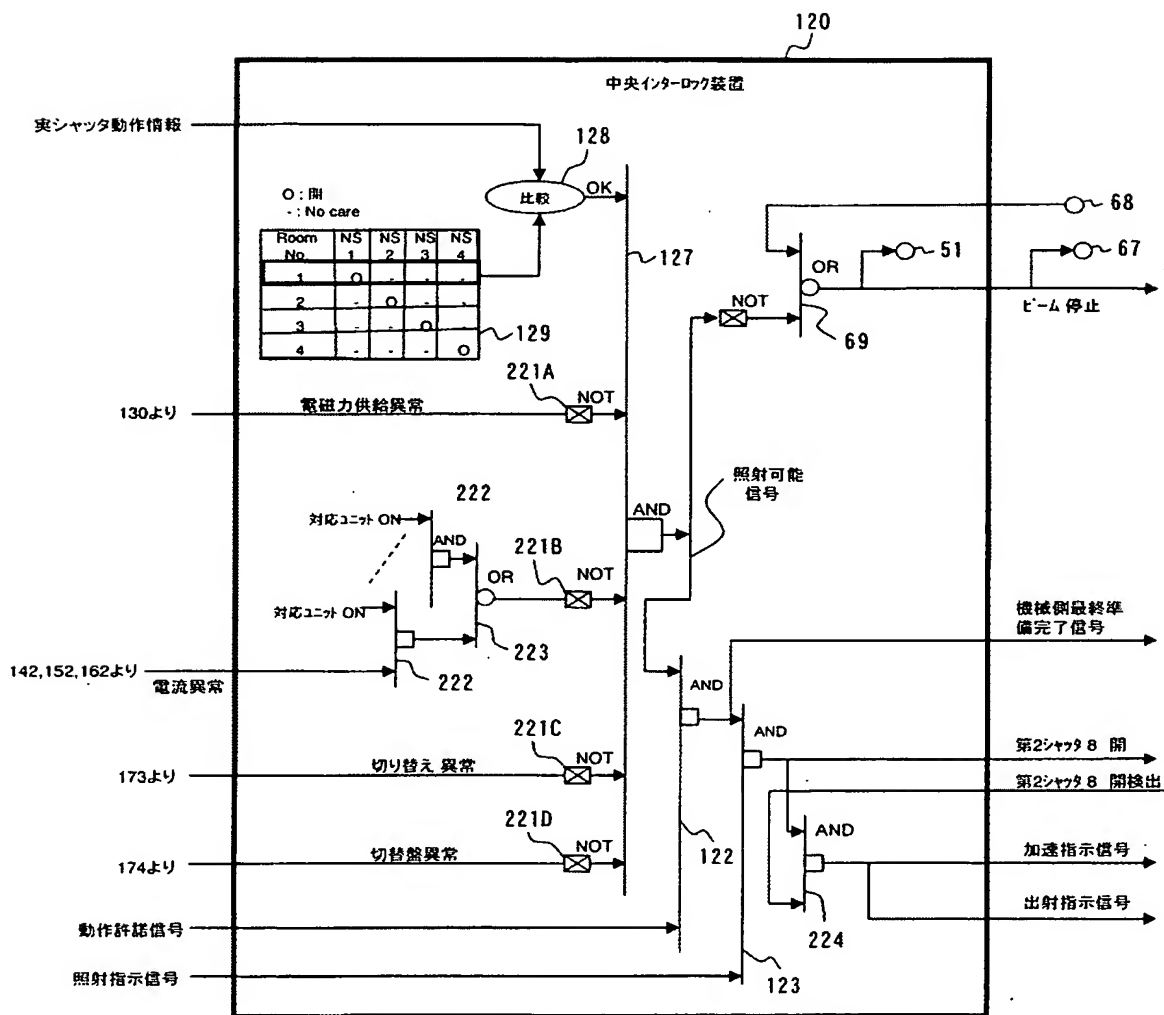 120
中央インターロック装置
実シャッタ動作情報
128
OK
比較
O : 開
- : No care
Room No. NS 1 NS 2 NS 3 NS 4
1 O - - -
2 - O - -
3 - - O -
4 - - - O
129
127
68
51
67
OR
NOT
69
ビーム 停止
221A
NOT
130より
電磁力供給異常
照射可能
信号
222
AND
対応ユニット ON
AND
221B
NOT
OR
対応ユニット ON
223
機械側最終準
備完了信号
142,152,162より
電流異常
222
AND
AND
221C
NOT
第2シャッタ 8 開
173より
切り替え 異常
第2シャッタ 8 開検出
221D
NOT
122
AND
174より
切替盤異常
加速指示信号
動作許諾信号
224
出射指示信号
照射指示信号
123